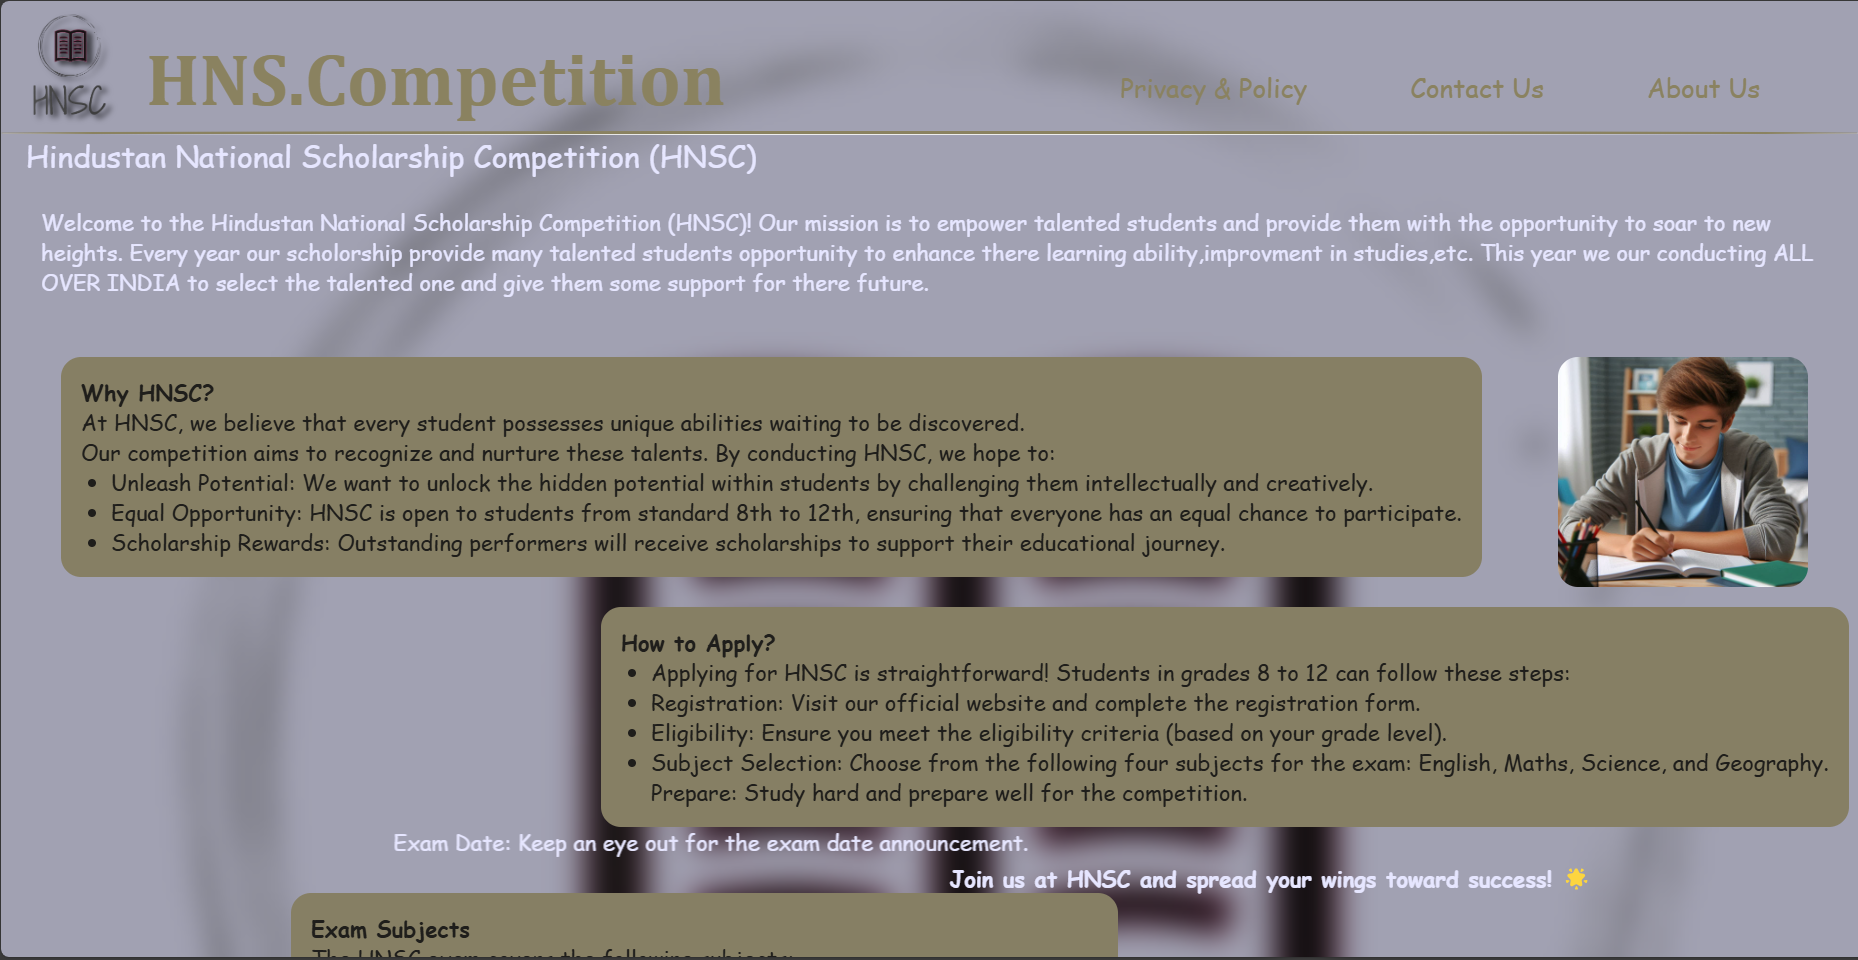 HNSC
HNS.Competition
Privacy & Policy
Contact Us
About Us
Hindustan National Scholarship Competition (HNSC)
Welcome to the Hindustan National Scholarship Competition (HNSC)! Our mission is to empower talented students and provide them with the opportunity to soar to new
heights. Every year our scholorship provide many talented students opportunity to enhance there learning ability,improvment in studies,etc. This year we our conducting ALL
OVER INDIA to select the talented one and give them some support for there future.
Why HNSC?
At HNSC, we believe that every student possesses unique abilities waiting to be discovered.
Our competition aims to recognize and nurture these talents. By conducting HNSC, we hope to:
• Unleash Potential: We want to unlock the hidden potential within students by challenging them intellectually and creatively.
• Equal Opportunity: HNSC is open to students from standard 8th to 12th, ensuring that everyone has an equal chance to participate.
• Scholarship Rewards: Outstanding performers will receive scholarships to support their educational journey.
How to Apply?
• Applying for HNSC is straightforward! Students in grades 8 to 12 can follow these steps:
• Registration: Visit our official website and complete the registration form.
• Eligibility: Ensure you meet the eligibility criteria (based on your grade level).
• Subject Selection: Choose from the following four subjects for the exam: English, Maths, Science, and Geography.
Prepare: Study hard and prepare well for the competition.
Exam Date: Keep an eye out for the exam date announcement.
Join us at HNSC and spread your wings toward success! 🌟
Exam Subjects
The HNSC exam covers the following subjects: